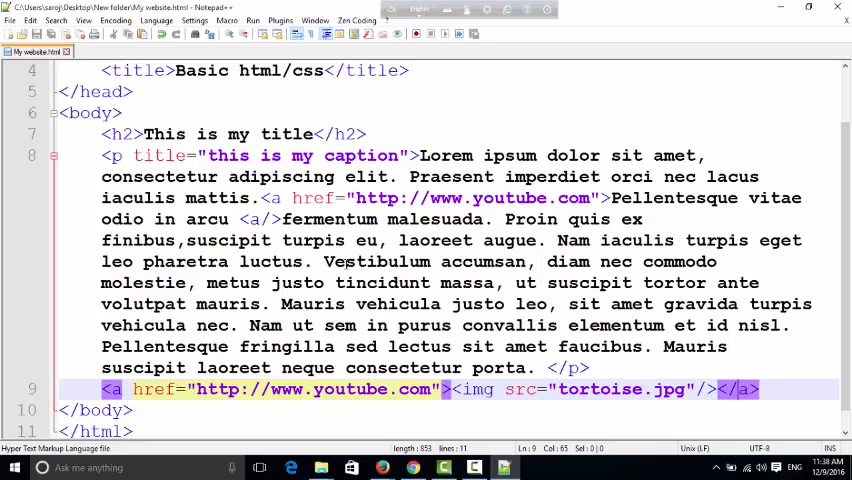 C:\Users\saroj\Desktop\New folder\My website.html - Notepad++
English
File Edit Search View Encoding Language Settings Macro Run Plugins Window Zen Coding ?
My website.html
4 <title>Basic html/css</title>
5 </head>
6 <body>
7 <h2>This is my title</h2>
8 <p title="this is my caption">Lorem ipsum dolor sit amet,
consectetur adipiscing elit. Praesent imperdiet orci nec lacus
iaculis mattis.<a href="http://www.youtube.com">Pellentesque vitae
odio in arcu <a/>fermentum malesuada. Proin quis ex
finibus,suscipit turpis eu, laoreet augue. Nam iaculis turpis eget
leo pharetra luctus. Vestibulum accumsan, diam nec commodo
molestie, metus justo tincidunt massa, ut suscipit tortor ante
volutpat mauris. Mauris vehicula justo leo, sit amet gravida turpis
vehicula nec. Nam ut sem in purus convallis elementum et id nisl.
Pellentesque fringilla sed lectus sit amet faucibus. Mauris
suscipit laoreet neque consectetur porta. </p>
9 <a href="http://www.youtube.com"><img src="tortoise.jpg"/></a>
10 </body>
11 </html>
Hyper Text Markup Language file length : 853 lines : 11 Ln : 9 Col : 65 Sel : 0 | 0 Unix (LF) UTF-8 INS
Ask me anything
ENG
11:38 AM
12/9/2016